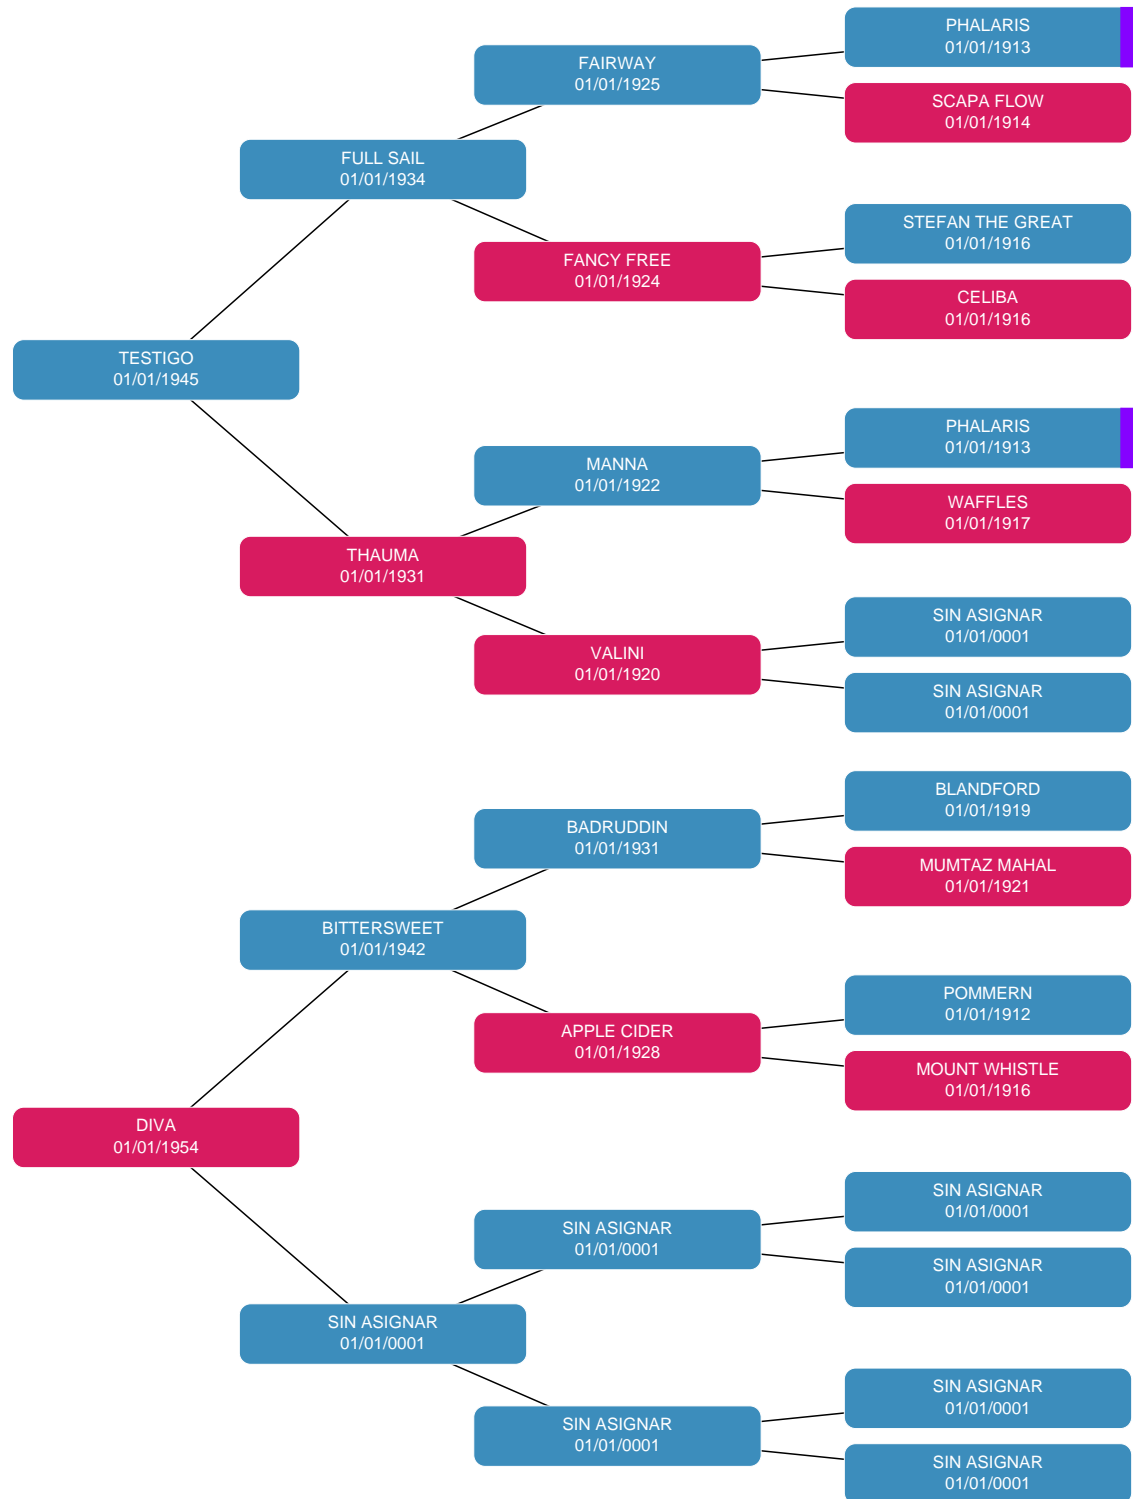 PHALARIS
01/01/1913
FAIRWAY
01/01/1925
SCAPA FLOW
01/01/1914
FULL SAIL
01/01/1934
STEFAN THE GREAT
01/01/1916
FANCY FREE
01/01/1924
CELIBA
01/01/1916
TESTIGO
01/01/1945
PHALARIS
01/01/1913
MANNA
01/01/1922
WAFFLES
01/01/1917
THAUMA
01/01/1931
SIN ASIGNAR
01/01/0001
VALINI
01/01/1920
SIN ASIGNAR
01/01/0001
BLANDFORD
01/01/1919
BADRUDDIN
01/01/1931
MUMTAZ MAHAL
01/01/1921
BITTERSWEET
01/01/1942
POMMERN
01/01/1912
APPLE CIDER
01/01/1928
MOUNT WHISTLE
01/01/1916
DIVA
01/01/1954
SIN ASIGNAR
01/01/0001
SIN ASIGNAR
01/01/0001
SIN ASIGNAR
01/01/0001
SIN ASIGNAR
01/01/0001
SIN ASIGNAR
01/01/0001
SIN ASIGNAR
01/01/0001
SIN ASIGNAR
01/01/0001